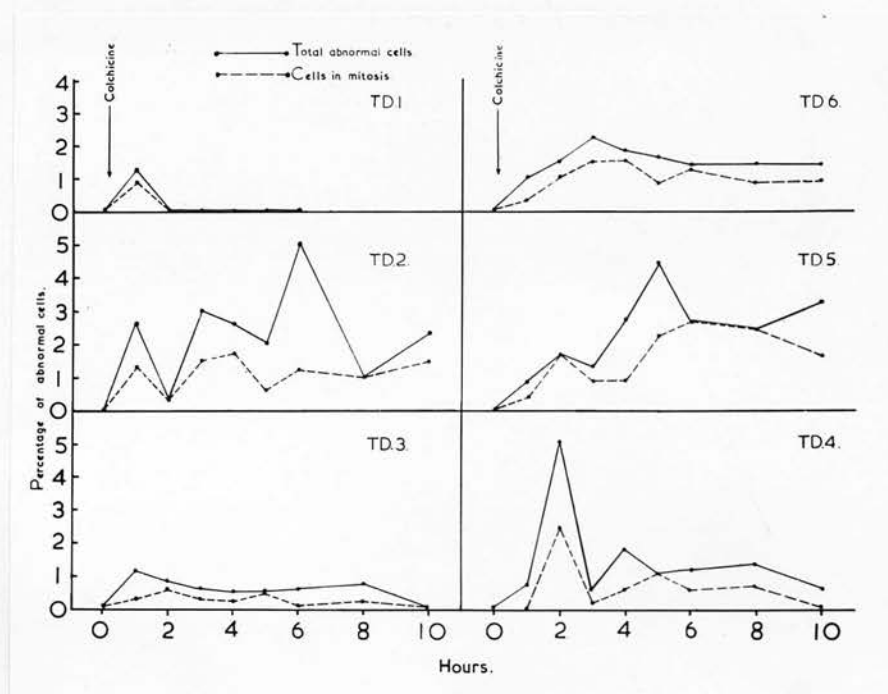 Total abnormal cells
Cells in mitosis
Colchicine
Colchicine
TD1
TD 6.
4
3
2
1
0
TD.2.
TD 5
5
4
3
2
1
0
TD.3.
TD.4.
5
4
3
2
1
0
Percentage of abnormal cells.
0 2 4 6 8 10
0 2 4 6 8 10
Hours.